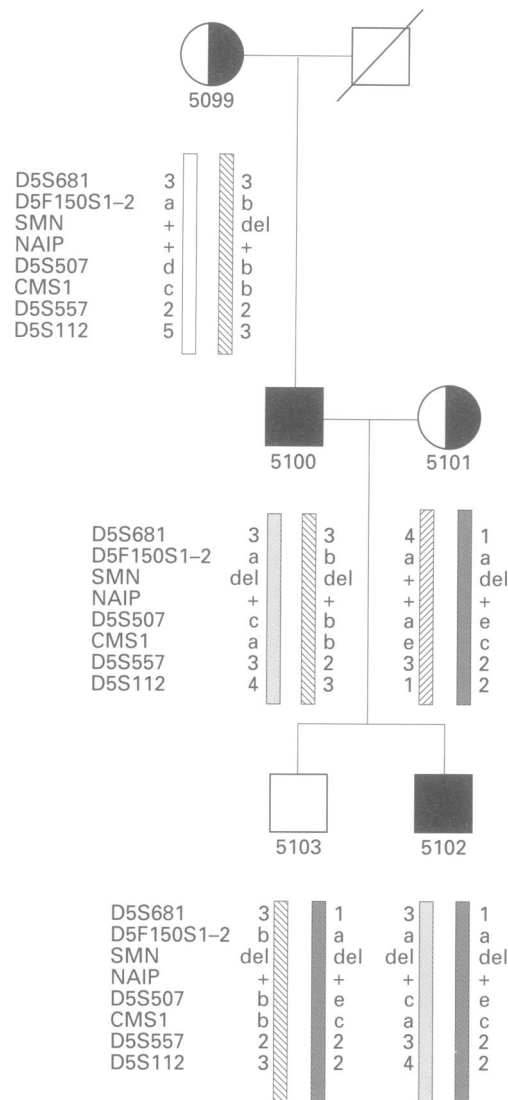 5099
D5S681 3 3
D5F150S1–2 a b
SMN + del
NAIP + +
D5S507 d b
CMS1 c b
D5S557 2 2
D5S112 5 3
5100 5101
D5S681 3 3 4 1
D5F150S1–2 a b a a
SMN del del + del
NAIP + + + +
D5S507 c b a e
CMS1 a b e c
D5S557 3 2 3 2
D5S112 4 3 1 2
5103 5102
D5S681 3 1 3 1
D5F150S1–2 b a a a
SMN del del del del
NAIP + + + +
D5S507 b e c e
CMS1 b c a c
D5S557 2 2 3 2
D5S112 3 2 4 2